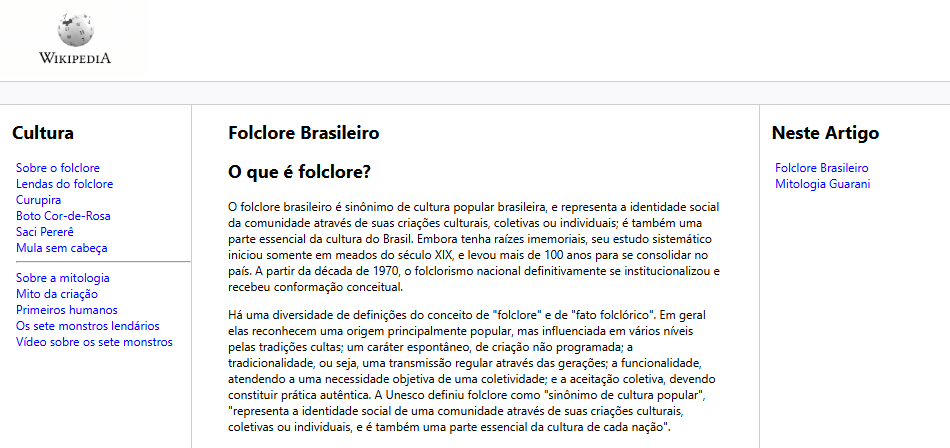 WIKIPEDIA
Cultura
Sobre o folclore
Lendas do folclore
Curupira
Boto Cor-de-Rosa
Saci Pererê
Mula sem cabeça
Sobre a mitologia
Mito da criação
Primeiros humanos
Os sete monstros lendários
Vídeo sobre os sete monstros
Folclore Brasileiro
O que é folclore?
O folclore brasileiro é sinônimo de cultura popular brasileira, e representa a identidade social
da comunidade através de suas criações culturais, coletivas ou individuais; é também uma
parte essencial da cultura do Brasil. Embora tenha raízes imemoriais, seu estudo sistemático
iniciou somente em meados do século XIX, e levou mais de 100 anos para se consolidar no
país. A partir da década de 1970, o folclorismo nacional definitivamente se institucionalizou e
recebeu conformação conceitual.
Há uma diversidade de definições do conceito de "folclore" e de "fato folclórico". Em geral
elas reconhecem uma origem principalmente popular, mas influenciada em vários níveis
pelas tradições cultas; um caráter espontâneo, de criação não programada; a
tradicionalidade, ou seja, uma transmissão regular através das gerações; a funcionalidade,
atendendo a uma necessidade objetiva de uma coletividade; e a aceitação coletiva, devendo
constituir prática autêntica. A Unesco definiu folclore como "sinônimo de cultura popular",
"representa a identidade social de uma comunidade através de suas criações culturais,
coletivas ou individuais, e é também uma parte essencial da cultura de cada nação".
Neste Artigo
Folclore Brasileiro
Mitologia Guarani